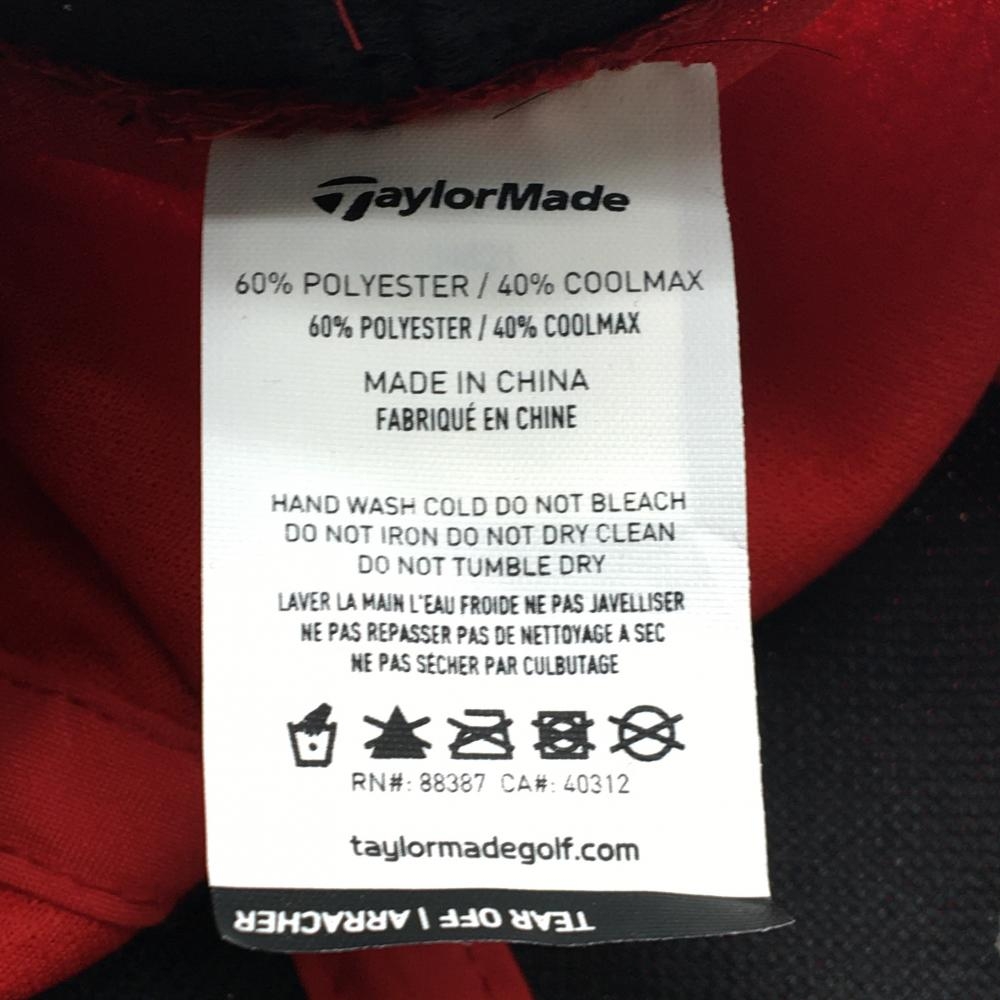 TaylorMade
60% POLYESTER / 40% COOLMAX
60% POLYESTER / 40% COOLMAX
MADE IN CHINA
FABRIQUÉ EN CHINE
HAND WASH COLD DO NOT BLEACH
DO NOT IRON DO NOT DRY CLEAN
DO NOT TUMBLE DRY
LAVER LA MAIN L'EAU FROIDE NE PAS JAVELLISER
NE PAS REPASSER PAS DE NETTOYAGE A SEC
NE PAS SÉCHER PAR CULBUTAGE
RN#: 88387 CA#: 40312
taylormadegolf.com
TEAR OFF | ARRACHER